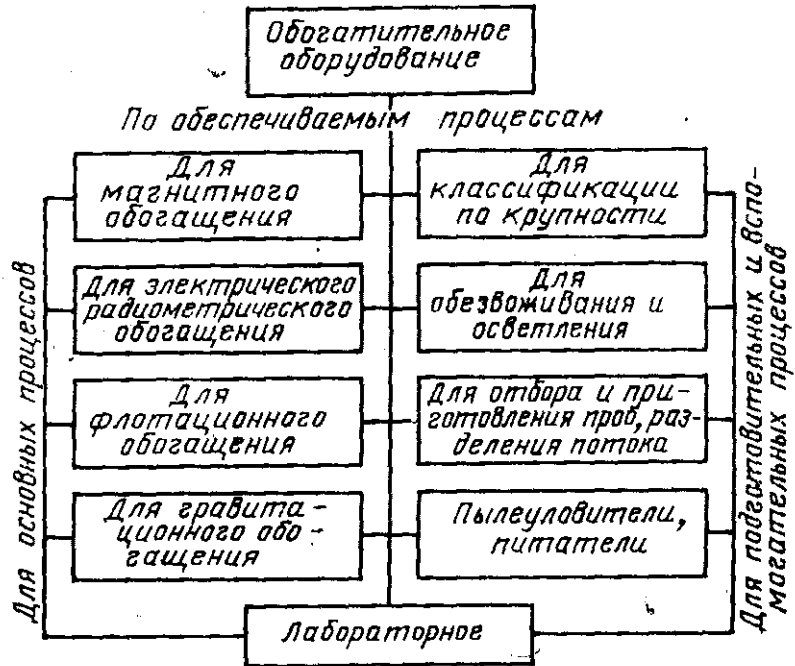 Обогатительное
оборудование
По обеспечиваемым процессам
Для
магнитного
обогащения
Для
классификации
по крупности
Для электрического
радиометрического
обогащения
Для
обезвоживания и
осветления
Для
флотационного
обогащения
Для отбора и при-
готовления проб, раз-
деления потока
Для гравита-
ционного обо-
гащения
Пылеуловители,
питатели
Лабораторное
Для основных процессов
Для подготовительных и вспо-
магательных процессов